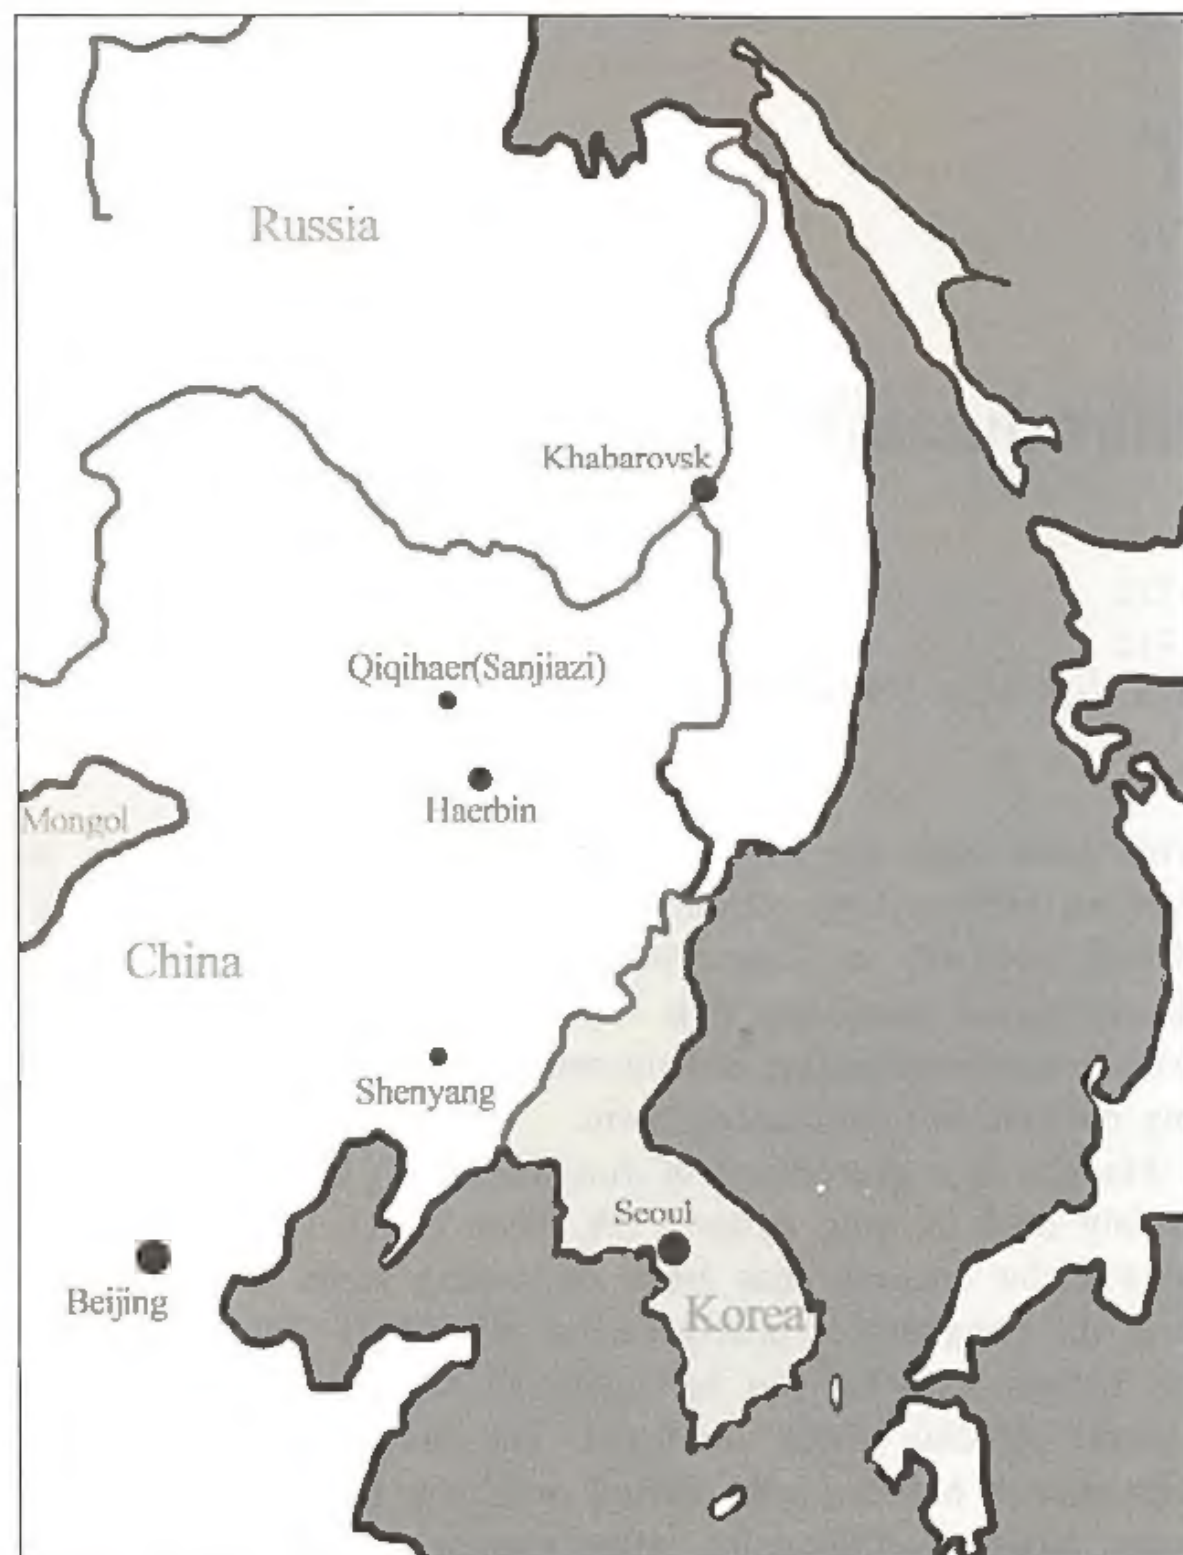 Russia
Khabarovsk
Qiqihaer(Sanjiazi)
Haerbin
Mongol
China
Shenyang
Seoul
Beijing
Korea